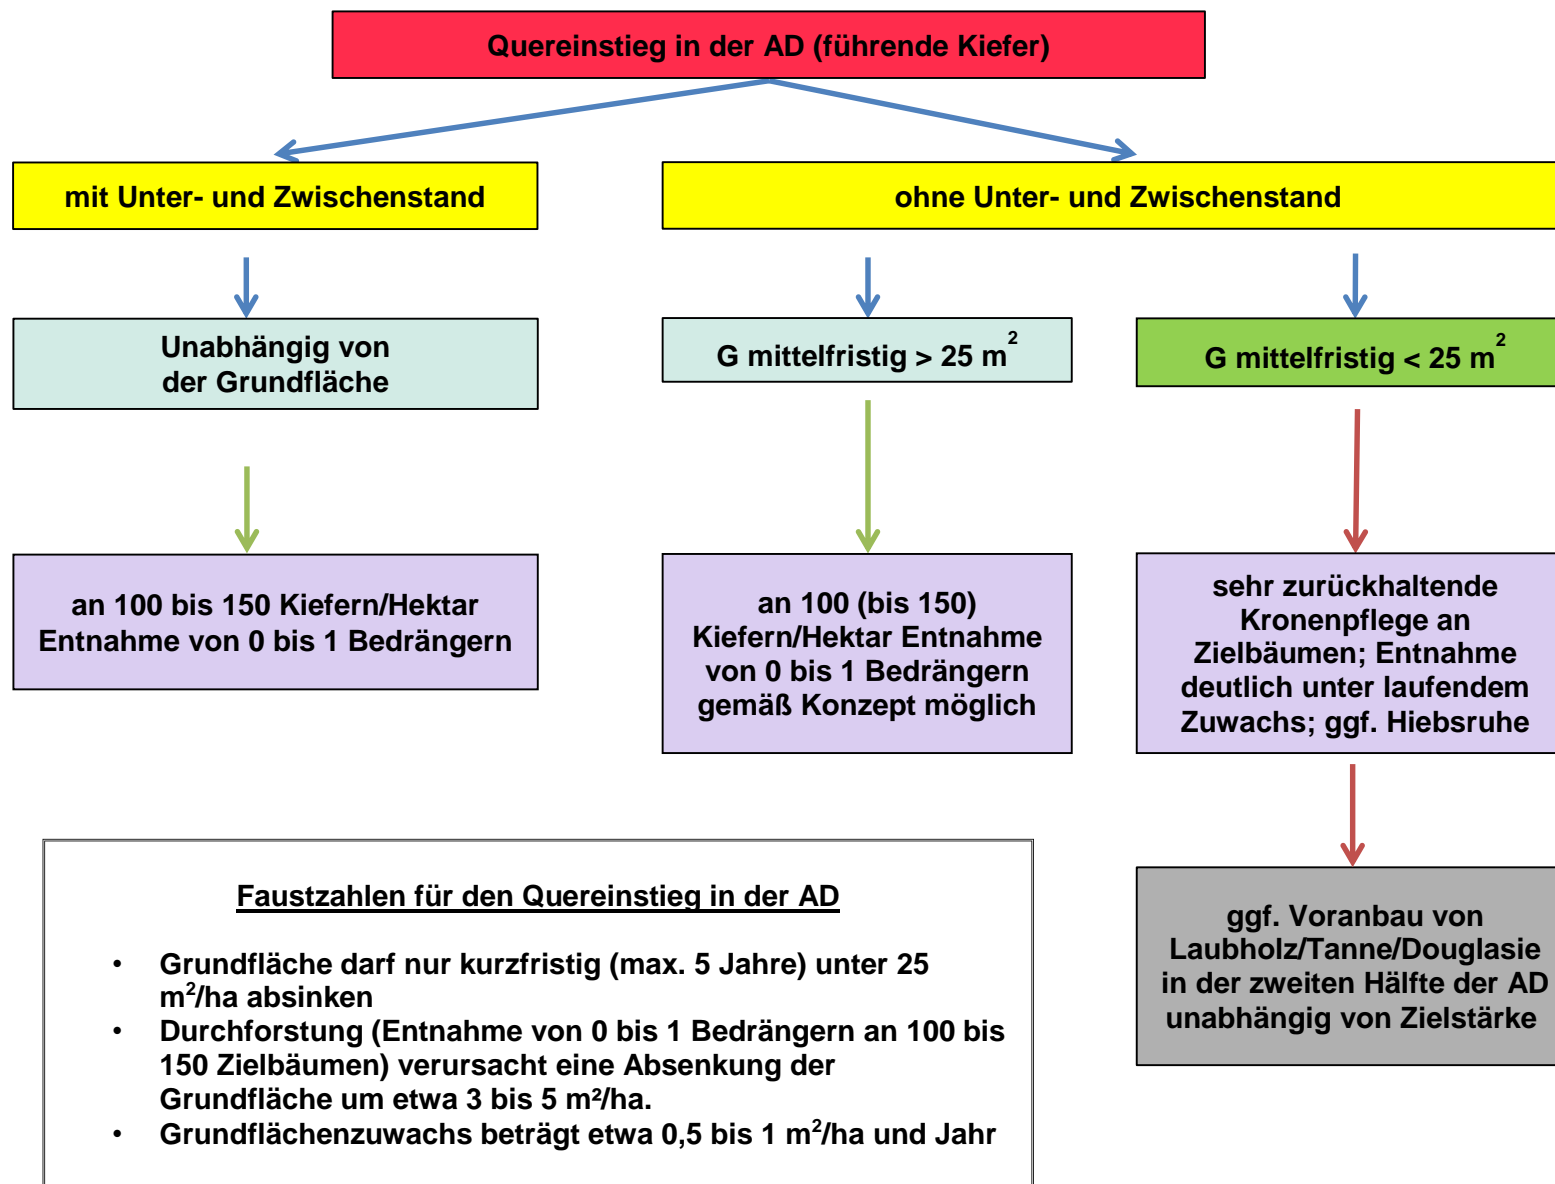 Quereinstieg in der AD (führende Kiefer)
mit Unter- und Zwischenstand
ohne Unter- und Zwischenstand
Unabhängig von
der Grundfläche
G mittelfristig > 25 m²
G mittelfristig < 25 m²
an 100 bis 150 Kiefern/Hektar
Entnahme von 0 bis 1 Bedrängern
an 100 (bis 150)
Kiefern/Hektar Entnahme
von 0 bis 1 Bedrängern
gemäß Konzept möglich
sehr zurückhaltende
Kronenpflege an
Zielbäumen; Entnahme
deutlich unter laufendem
Zuwachs; ggf. Hiebsruhe
ggf. Voranbau von
Laubholz/Tanne/Douglasie
in der zweiten Hälfte der AD
unabhängig von Zielstärke
Faustzahlen für den Quereinstieg in der AD
• Grundfläche darf nur kurzfristig (max. 5 Jahre) unter 25
m²/ha absinken
• Durchforstung (Entnahme von 0 bis 1 Bedrängern an 100 bis
150 Zielbäumen) verursacht eine Absenkung der
Grundfläche um etwa 3 bis 5 m²/ha.
• Grundflächenzuwachs beträgt etwa 0,5 bis 1 m²/ha und Jahr